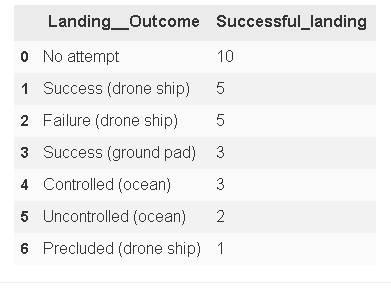 Landing__Outcome Successful_landing
0 No attempt 10
1 Success (drone ship) 5
2 Failure (drone ship) 5
3 Success (ground pad) 3
4 Controlled (ocean) 3
5 Uncontrolled (ocean) 2
6 Precluded (drone ship) 1